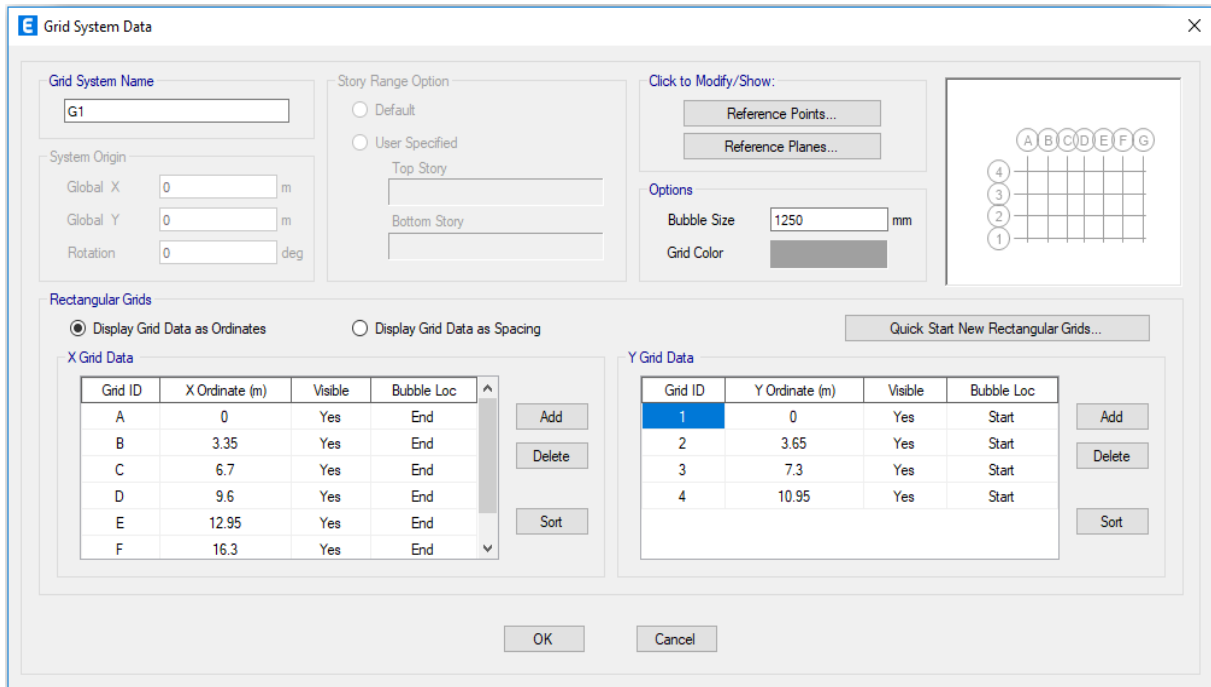 E Grid System Data
Grid System Name
G1
System Origin
Global X 0 m
Global Y 0 m
Rotation 0 deg
Story Range Option
Default
User Specified
Top Story
Bottom Story
Click to Modify/Show:
Reference Points...
Reference Planes...
Options
Bubble Size 1250 mm
Grid Color
A B C D E F G
4
3
2
1
Rectangular Grids
Display Grid Data as Ordinates Display Grid Data as Spacing Quick Start New Rectangular Grids...
X Grid Data
Grid ID X Ordinate (m) Visible Bubble Loc
A 0 Yes End
B 3.35 Yes End
C 6.7 Yes End
D 9.6 Yes End
E 12.95 Yes End
F 16.3 Yes End
Add
Delete
Sort
Y Grid Data
Grid ID Y Ordinate (m) Visible Bubble Loc
1 0 Yes Start
2 3.65 Yes Start
3 7.3 Yes Start
4 10.95 Yes Start
Add
Delete
Sort
OK Cancel